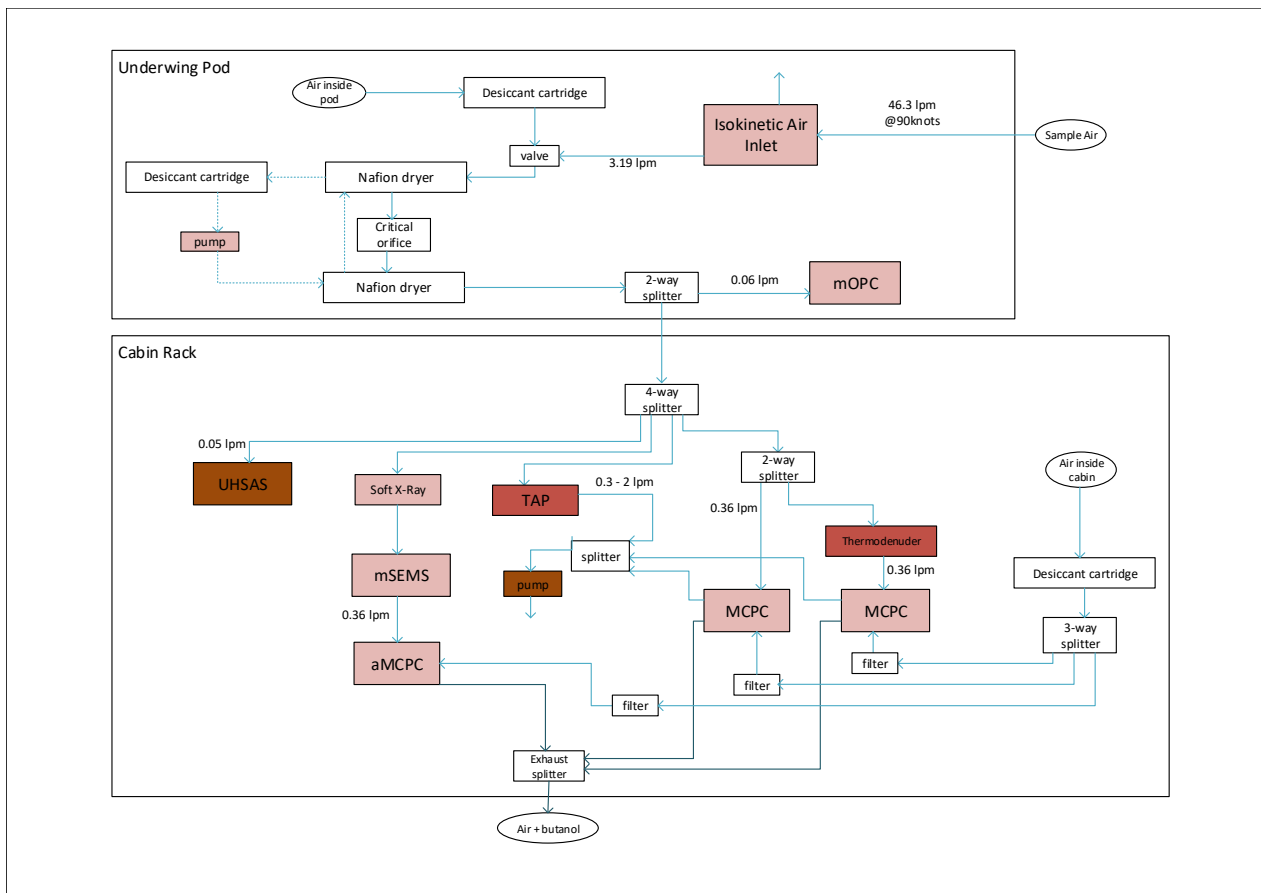 Underwing Pod
Air inside
pod
Desiccant cartridge
Isokinetic Air
Inlet
46.3 lpm
@90knots
Sample Air
valve
3.19 lpm
Desiccant cartridge
Nafion dryer
Critical
orifice
pump
Nafion dryer
2-way
splitter
0.06 lpm
mOPC
Cabin Rack
4-way
splitter
0.05 lpm
UHSAS
Soft X-Ray
TAP
0.3 - 2 lpm
2-way
splitter
0.36 lpm
Air inside
cabin
Thermodenuder
splitter
0.36 lpm
mSEMS
pump
Desiccant cartridge
0.36 lpm
MCPC
MCPC
3-way
splitter
aMCPC
filter
filter
filter
Exhaust
splitter
Air + butanol